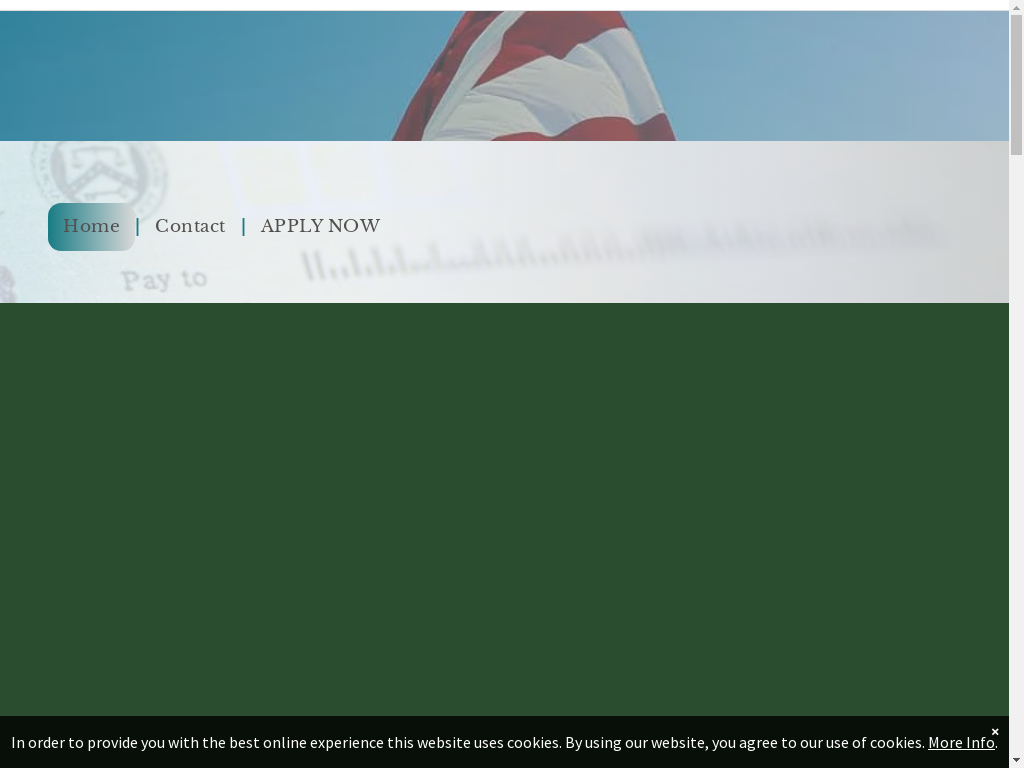 Home | Contact | APPLY NOW
Pay to
×
In order to provide you with the best online experience this website uses cookies. By using our website, you agree to our use of cookies. More Info.